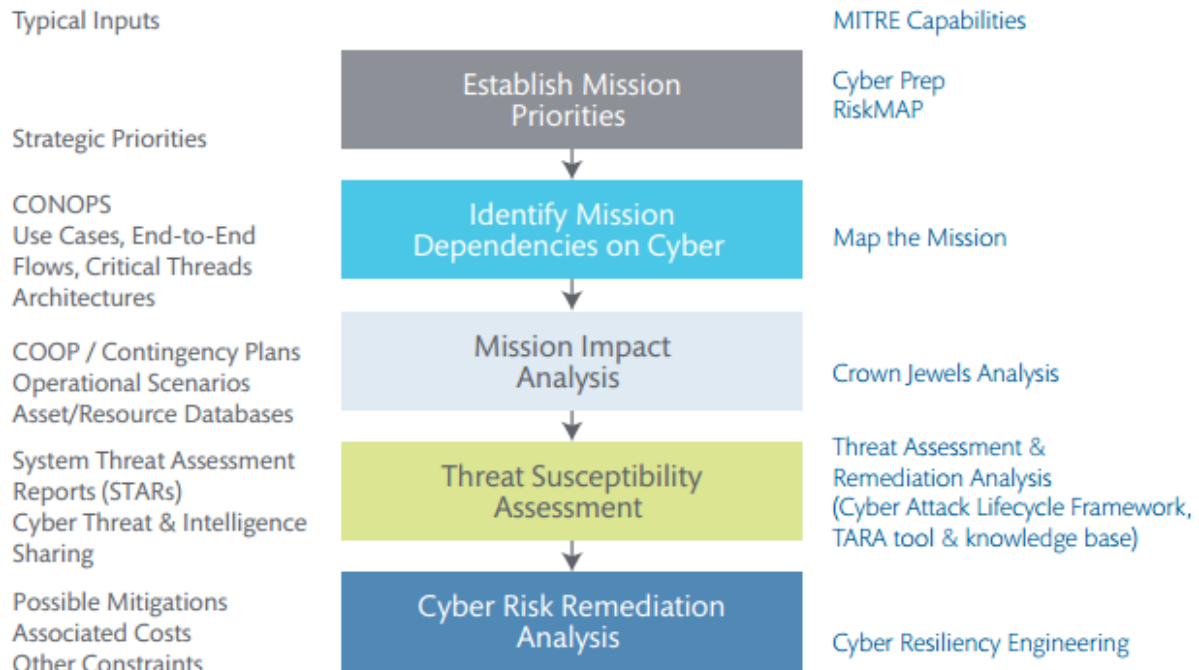 Typical Inputs
MITRE Capabilities
Establish Mission
Priorities
Cyber Prep
RiskMAP
Strategic Priorities
CONOPS
Use Cases, End-to-End
Flows, Critical Threads
Architectures
Identify Mission
Dependencies on Cyber
Map the Mission
COOP / Contingency Plans
Operational Scenarios
Asset/Resource Databases
Mission Impact
Analysis
Crown Jewels Analysis
System Threat Assessment
Reports (STARs)
Cyber Threat & Intelligence
Sharing
Threat Susceptibility
Assessment
Threat Assessment &
Remediation Analysis
(Cyber Attack Lifecycle Framework,
TARA tool & knowledge base)
Possible Mitigations
Associated Costs
Other Constraints
Cyber Risk Remediation
Analysis
Cyber Resiliency Engineering